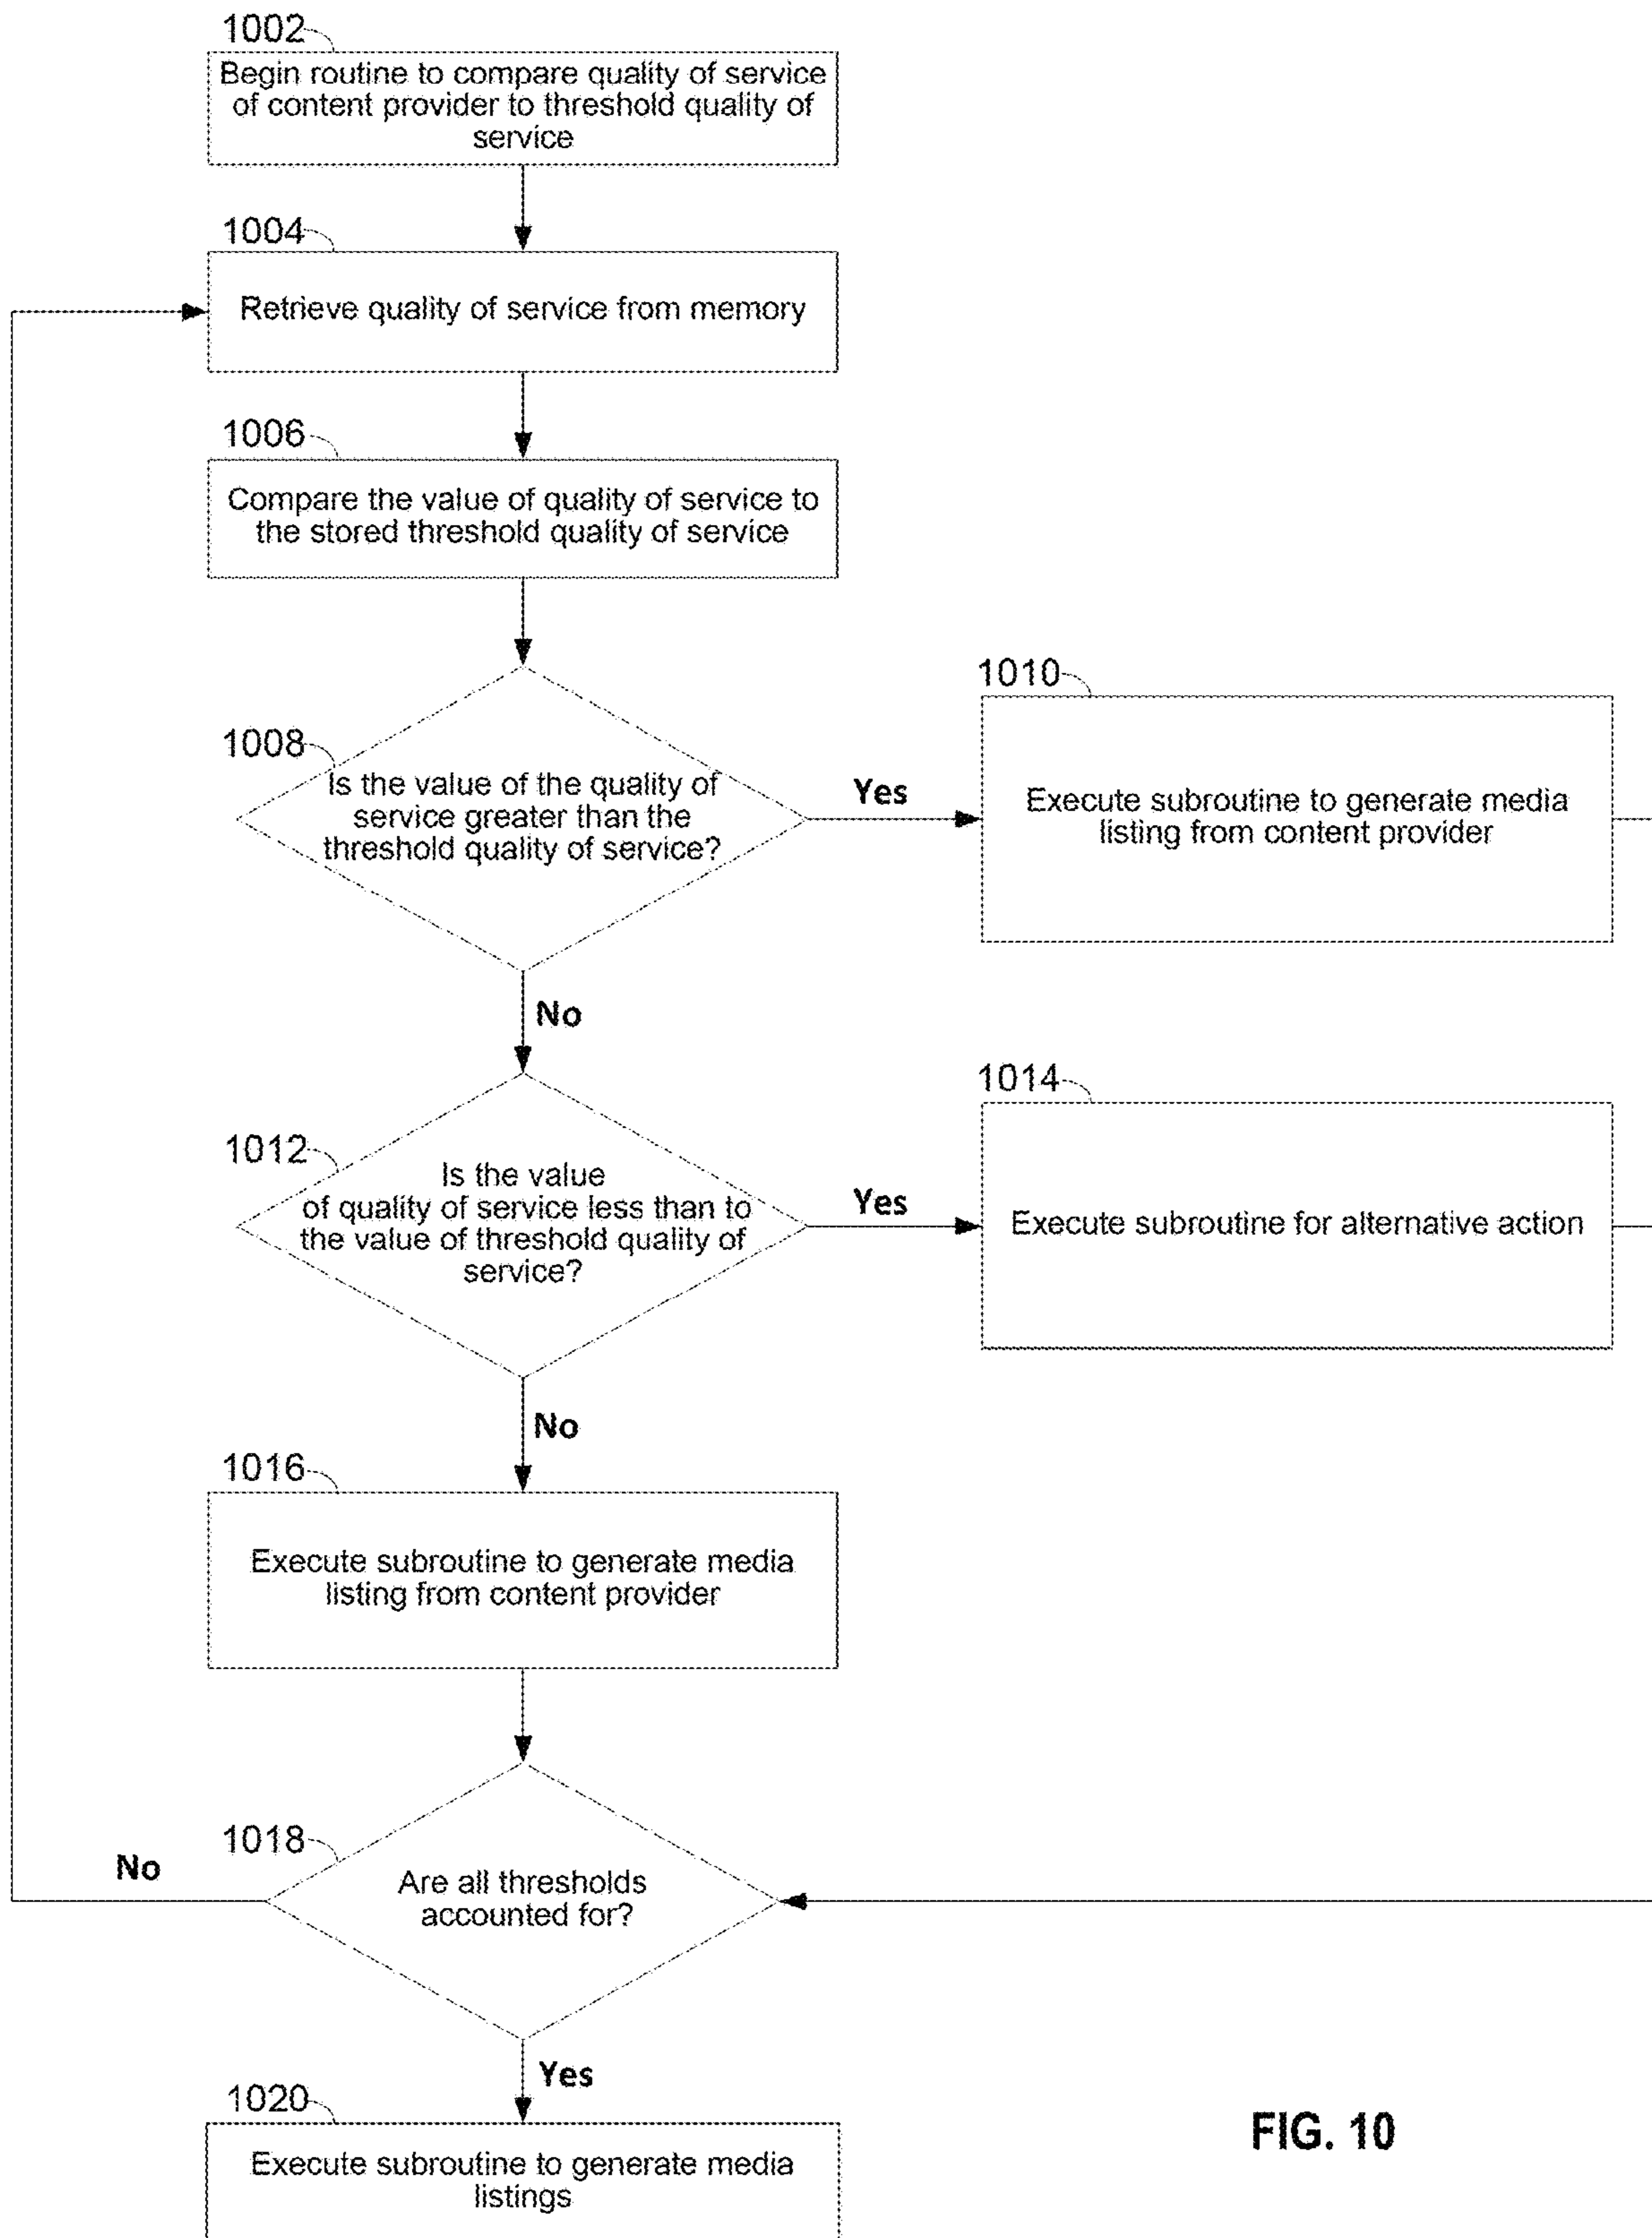 1002
Begin routine to compare quality of service
of content provider to threshold quality of
service
1004
Retrieve quality of service from memory
1006
Compare the value of quality of service to
the stored threshold quality of service
1008
Is the value of the quality of
service greater than the
threshold quality of service?
Yes
1010
Execute subroutine to generate media
listing from content provider
No
1012
Is the value
of quality of service less than to
the value of threshold quality of
service?
Yes
1014
Execute subroutine for alternative action
No
1016
Execute subroutine to generate media
listing from content provider
1018
Are all thresholds
accounted for?
No
Yes
1020
Execute subroutine to generate media
listings
FIG. 10